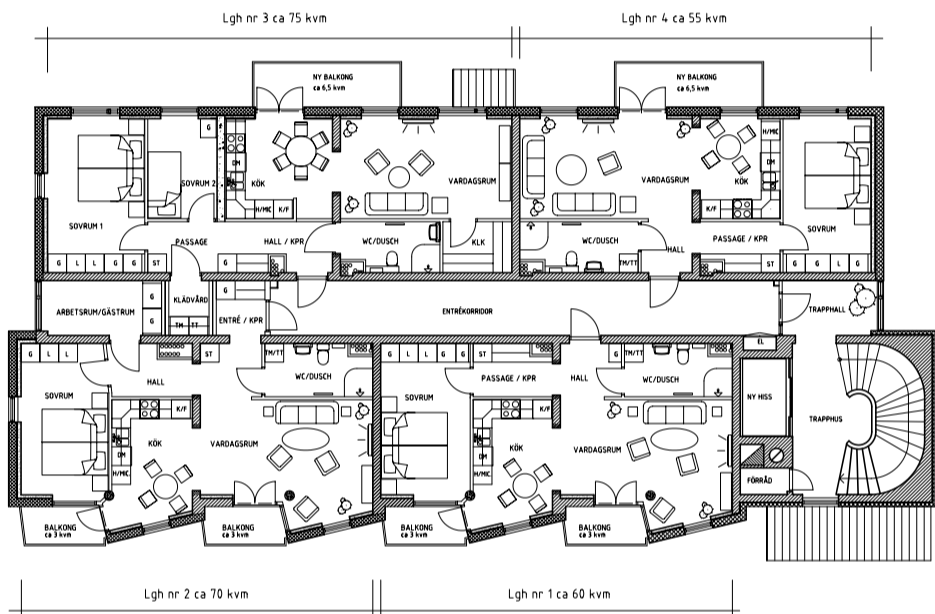 Lgh nr 3 ca 75 kvm
Lgh nr 4 ca 55 kvm
NY BALKONG
ca 6,5 kvm
NY BALKONG
ca 6,5 kvm
G
DM
KÖK
H/MIC
K/F
SOVRUM 2
SOVRUM 1
VARDAGSRUM
VARDAGSRUM
H/MIC
DM
KÖK
K/F
SOVRUM
PASSAGE
HALL / KPR
WC/DUSCH
KLK
WC/DUSCH
HALL
PASSAGE / KPR
G L L G G ST
G
TM/TT
ST
G G L G
ARBETSRUM/GÄSTRUM
G
G
KLÄDVÅRD
TM TT
G
ENTRÉ / KPR
ENTRÉKORRIDOR
TRAPPHALL
EL
G L L
ST
TM/TT
G L L G G
ST
G
TM/TT
HALL
WC/DUSCH
PASSAGE / KPR
HALL
WC/DUSCH
SOVRUM
K/F
SOVRUM
K/F
NY HISS
TRAPPHUS
KÖK
VARDAGSRUM
KÖK
VARDAGSRUM
DM
H/MIC
DM
H/MIC
FÖRRÅD
BALKONG
ca 3 kvm
BALKONG
ca 3 kvm
BALKONG
ca 3 kvm
BALKONG
ca 3 kvm
Lgh nr 2 ca 70 kvm
Lgh nr 1 ca 60 kvm